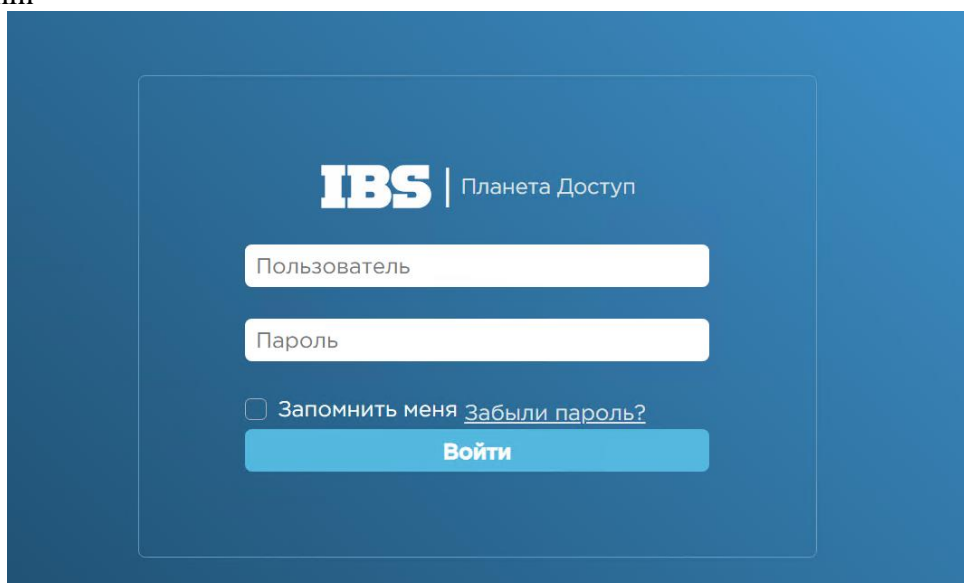 IBS | Планета Доступ
Пользователь
Пароль
Запомнить меня Забыли пароль?
Войти